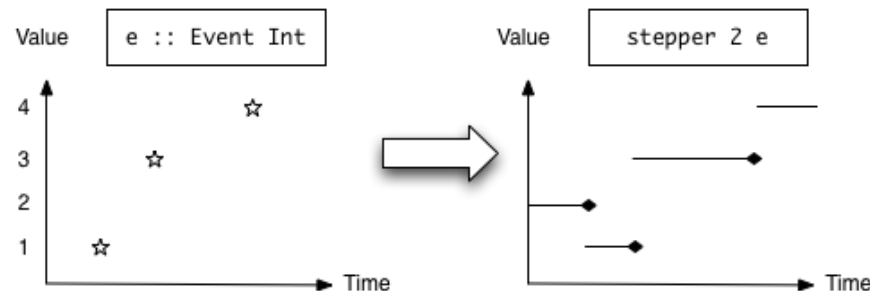 Value
e :: Event Int
Value
stepper 2 e
4
3
2
1
Time
Time